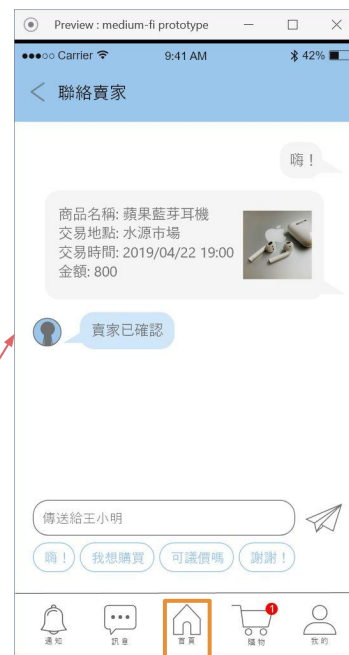 Preview : medium-fi prototype
Carrier 9:41 AM 42%
聯絡賣家
嗨！
商品名稱: 蘋果藍芽耳機
交易地點: 水源市場
交易時間: 2019/04/22 19:00
金額: 800
賣家已確認
傳送給王小明
嗨！ 我想購買 可議價嗎 謝謝！
1
通知 訊息 首頁 購物 我的